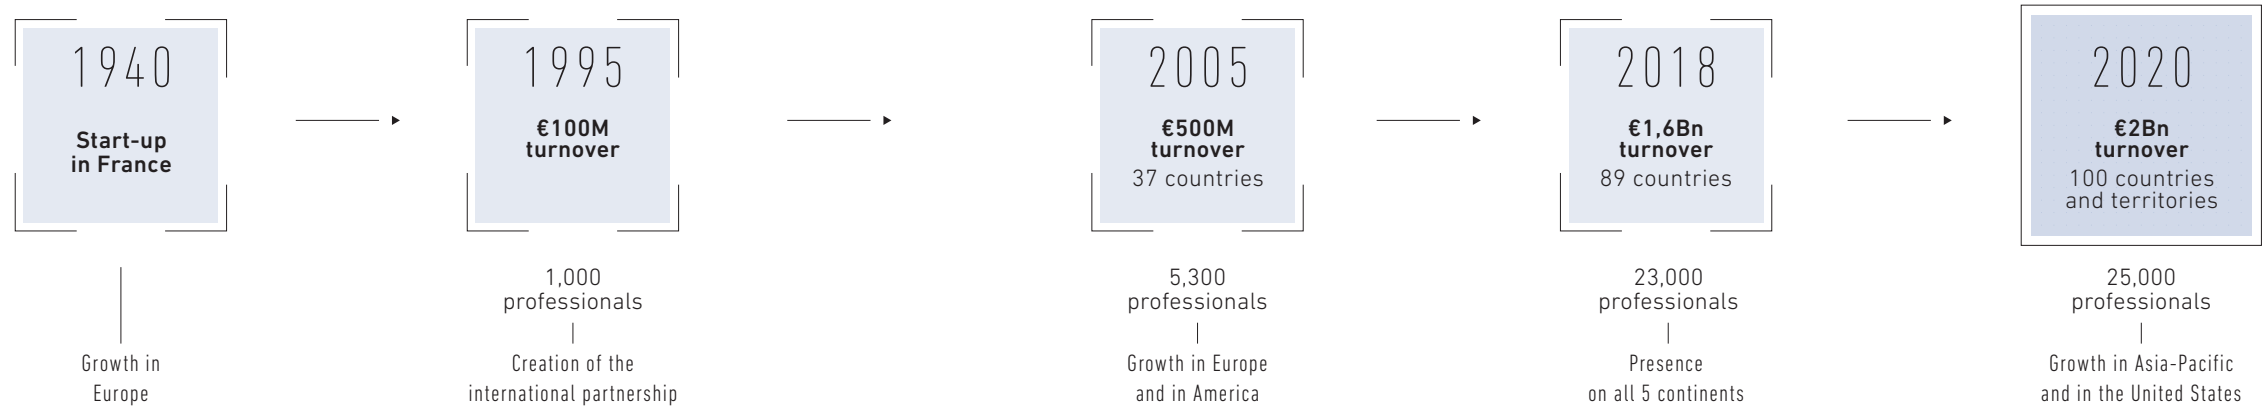 1940
Start-up
in France
Growth in
Europe
1995
€100M
turnover
1,000
professionals
Creation of the
international partnership
2005
€500M
turnover
37 countries
5,300
professionals
Growth in Europe
and in America
2018
€1,6Bn
turnover
89 countries
23,000
professionals
Presence
on all 5 continents
2020
€2Bn
turnover
100 countries
and territories
25,000
professionals
Growth in Asia-Pacific
and in the United States